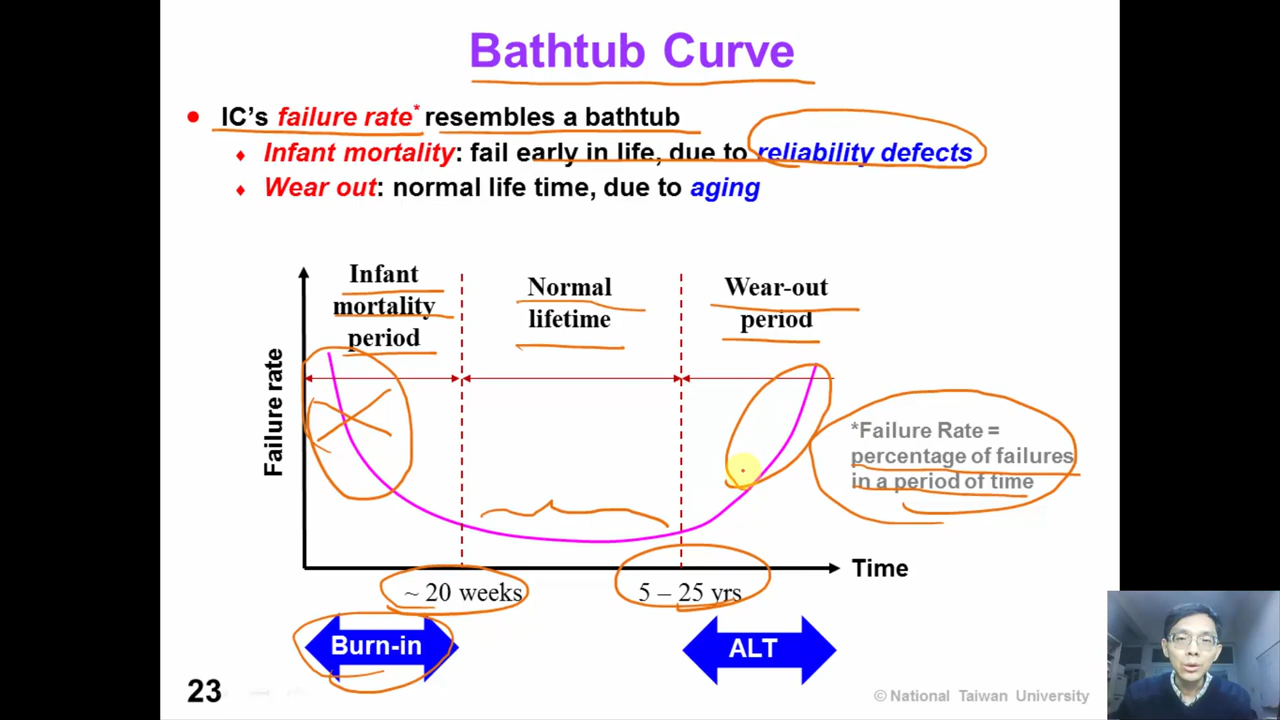 Bathtub Curve
IC's failure rate* resembles a bathtub
Infant mortality: fail early in life, due to reliability defects
Wear out: normal life time, due to aging
Infant
mortality
period
Normal
lifetime
Wear-out
period
Failure rate
*Failure Rate =
percentage of failures
in a period of time
Time
~ 20 weeks
5 – 25 yrs
Burn-in
ALT
23
© National Taiwan University